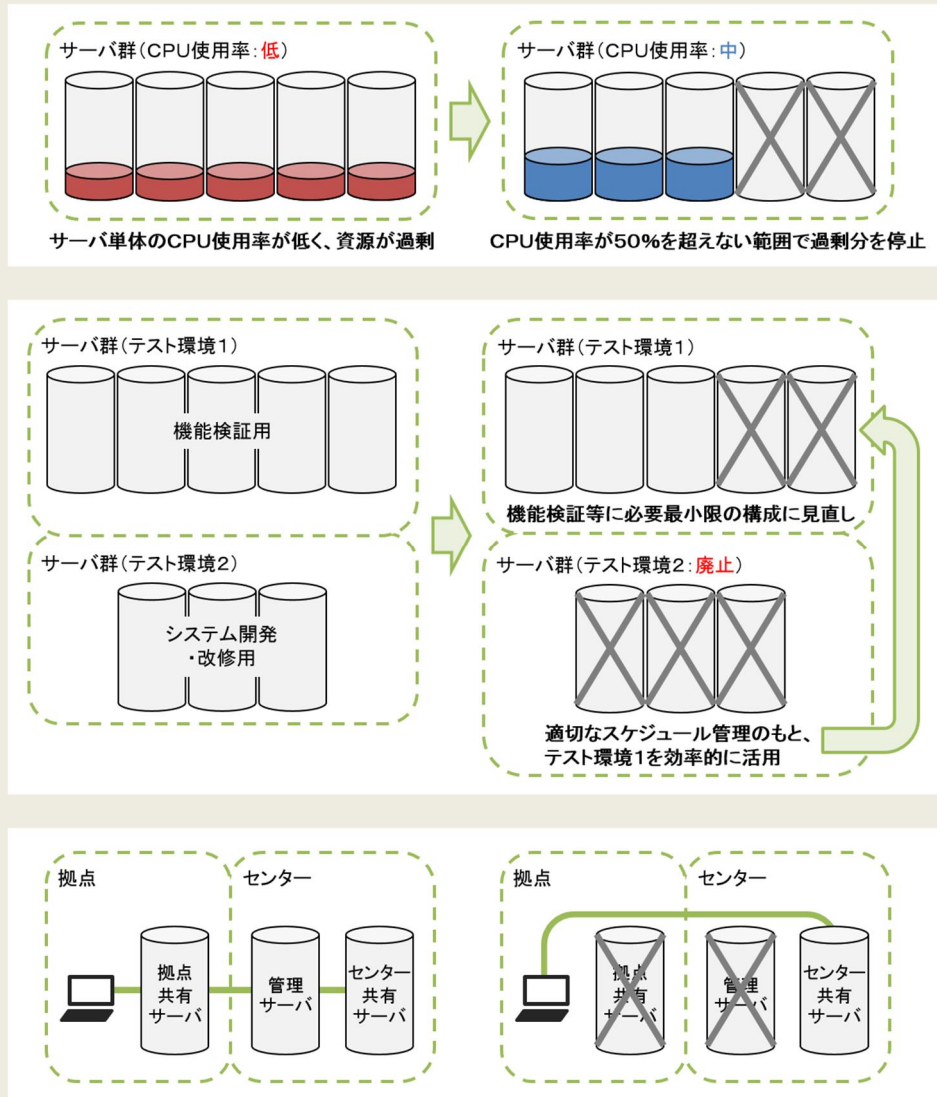 サーバ群(CPU使用率:低)
サーバ単体のCPU使用率が低く、資源が過剰
サーバ群(CPU使用率:中)
CPU使用率が50%を超えない範囲で過剰分を停止
サーバ群(テスト環境1)
機能検証用
サーバ群(テスト環境2)
システム開発
・改修用
サーバ群(テスト環境1)
機能検証等に必要最小限の構成に見直し
サーバ群(テスト環境2:廃止)
適切なスケジュール管理のもと、
テスト環境1を効率的に活用
拠点
センター
拠点
共有
サーバ
管理
サーバ
センター
共有
サーバ
拠点
センター
拠点
共有
サーバ
管理
サーバ
センター
共有
サーバ